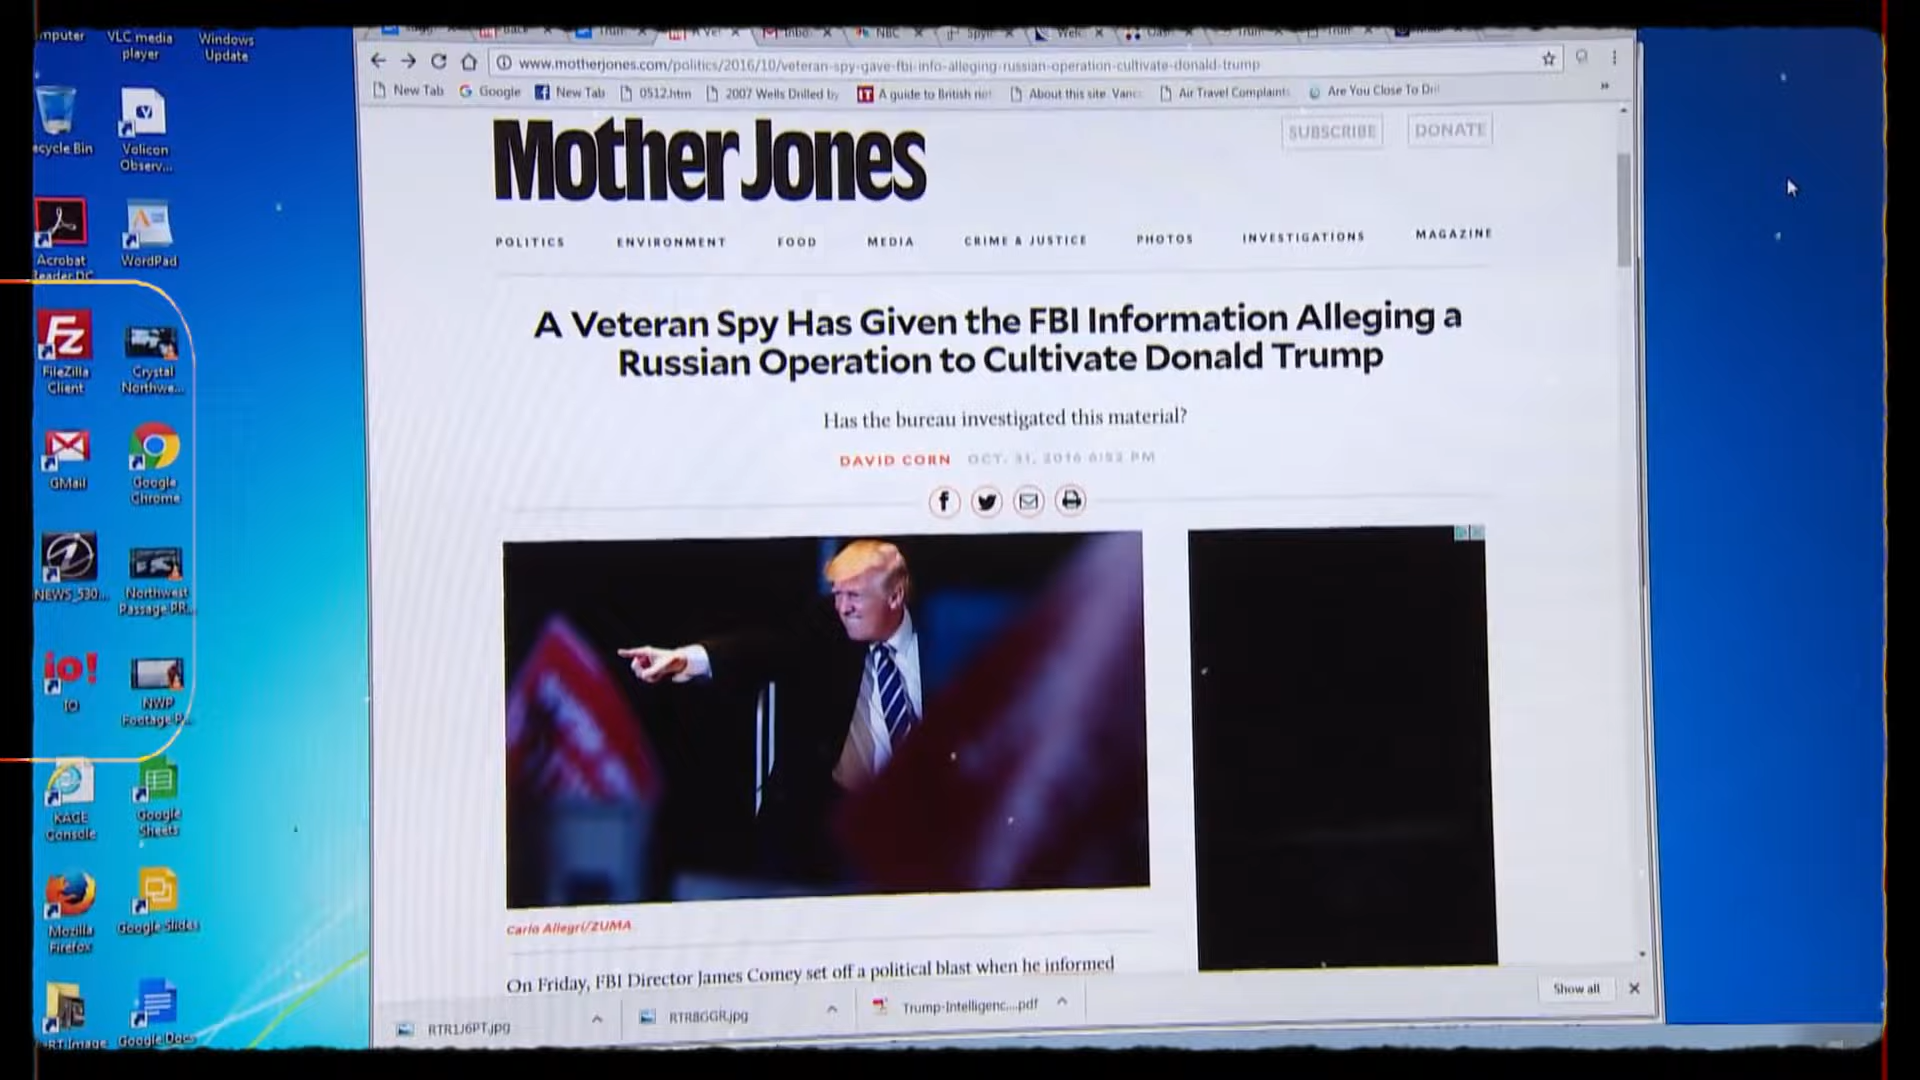 mputer
VLC media
player
Windows
Update
ecycle Bin
Volicon
Observ...
Acrobat
Reader DC
WordPad
FileZilla
Client
Crystal
Northwe...
GMail
Google
Chrome
NEWS_530...
Northwest
Passage PR...
io!
IO
NWP
Footage P...
KAGE
Console
Google
Sheets
Mozilla
Firefox
Google Slides
RT Image
Google Docs
www.motherjones.com/politics/2016/10/veteran-spy-gave-fbi-info-alleging-russian-operation-cultivate-donald-trump
New Tab
Google
New Tab
0512.htm
2007 Wells Drilled by
A guide to British
About this site. Vanc
Air Travel Complaints
Are You Close To Dril
Mother Jones
SUBSCRIBE
DONATE
POLITICS ENVIRONMENT FOOD MEDIA CRIME & JUSTICE PHOTOS INVESTIGATIONS MAGAZINE
A Veteran Spy Has Given the FBI Information Alleging a
Russian Operation to Cultivate Donald Trump
Has the bureau investigated this material?
DAVID CORN OCT. 31, 2016 6:52 PM
Carlo Allegri/ZUMA
On Friday, FBI Director James Comey set off a political blast when he informed
RTR1J6PT.jpg
RTR8GGR.jpg
Trump-Intelligenc....pdf
Show all